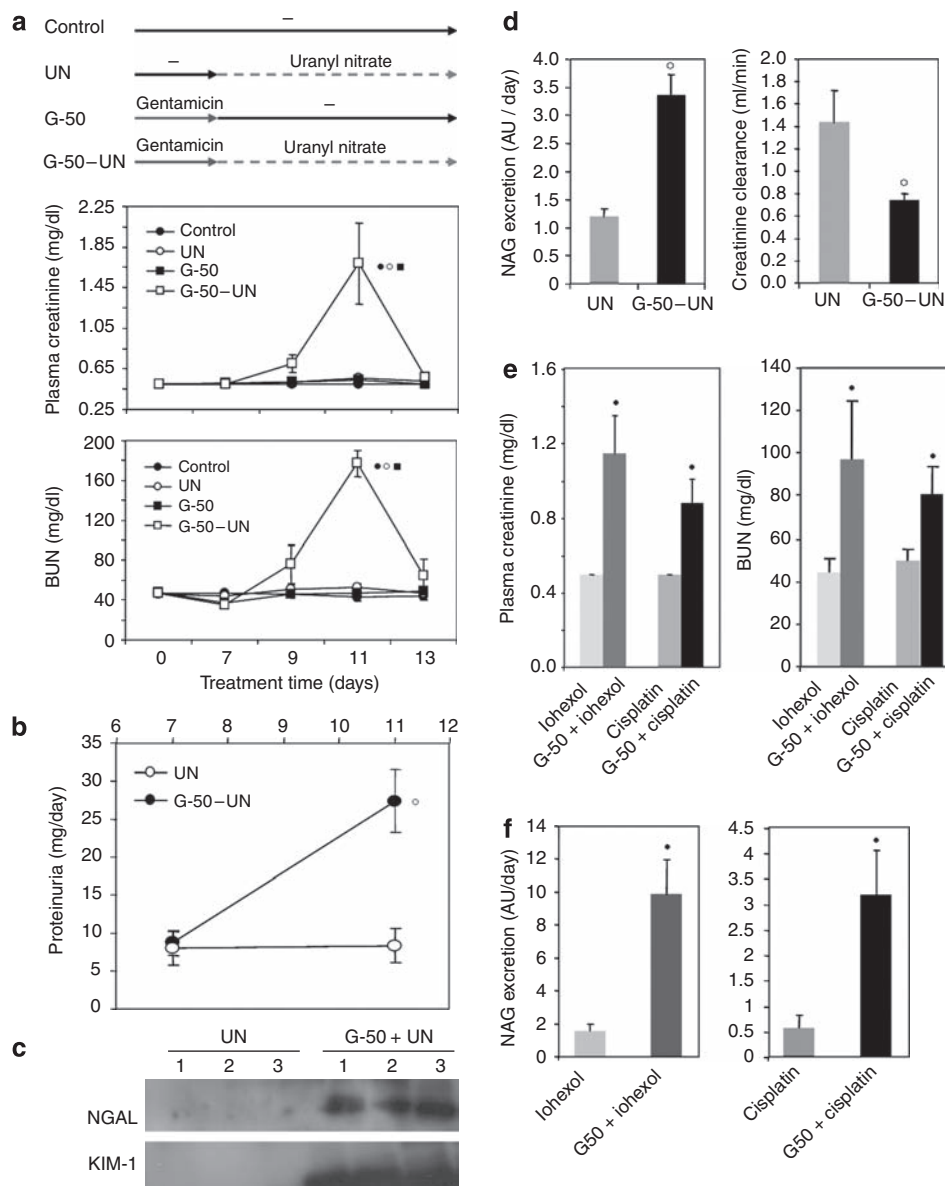 a
Control
–
UN
–
Uranyl nitrate
G-50
Gentamicin
–
G-50–UN
Gentamicin
Uranyl nitrate
Plasma creatinine (mg/dl)
2.25
1.85
1.45
1.05
0.65
0.25
Control
UN
G-50
G-50–UN
BUN (mg/dl)
200
160
120
80
40
0
Control
UN
G-50
G-50–UN
0 7 9 11 13
Treatment time (days)
b
6 7 8 9 10 11 12
Proteinuria (mg/day)
35
30
25
20
15
10
5
0
UN
G-50–UN
c
UN G-50 + UN
1 2 3 1 2 3
NGAL
KIM-1
d
NAG excretion (AU / day)
4.0
3.5
3.0
2.5
2.0
1.5
1.0
5.0
0.0
UN G-50–UN
Creatinine clearance (ml/min)
2.0
1.8
1.6
1.4
1.2
1.0
0.8
0.6
0.4
0.2
0.0
UN G-50–UN
e
Plasma creatinine (mg/dl)
1.6
1.2
0.8
0.4
0.0
Iohexol
G-50 + iohexol
Cisplatin
G-50 + cisplatin
BUN (mg/dl)
140
120
100
80
60
40
20
0
Iohexol
G-50 + iohexol
Cisplatin
G-50 + cisplatin
f
NAG excretion (AU/day)
14
12
10
8
6
4
2
0
Iohexol
G50 + iohexol
4.5
4
3.5
3
2.5
2
1.5
1
0.5
0
Cisplatin
G50 + cisplatin